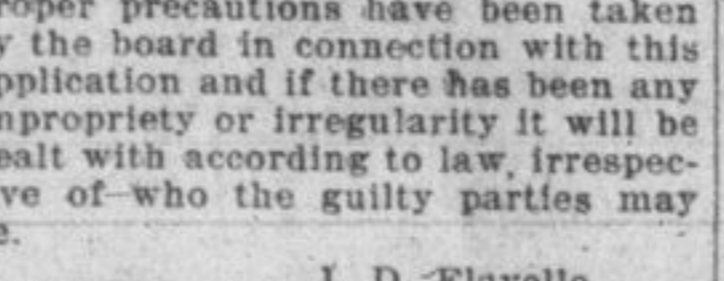 roper precautions have been taken
y the board in connection with this
pplication and if there has been any
npropriety or irregularity it will be
ealt with according to law, irrespec-
ve of who the guilty parties may
e.
J. D. Flavelle